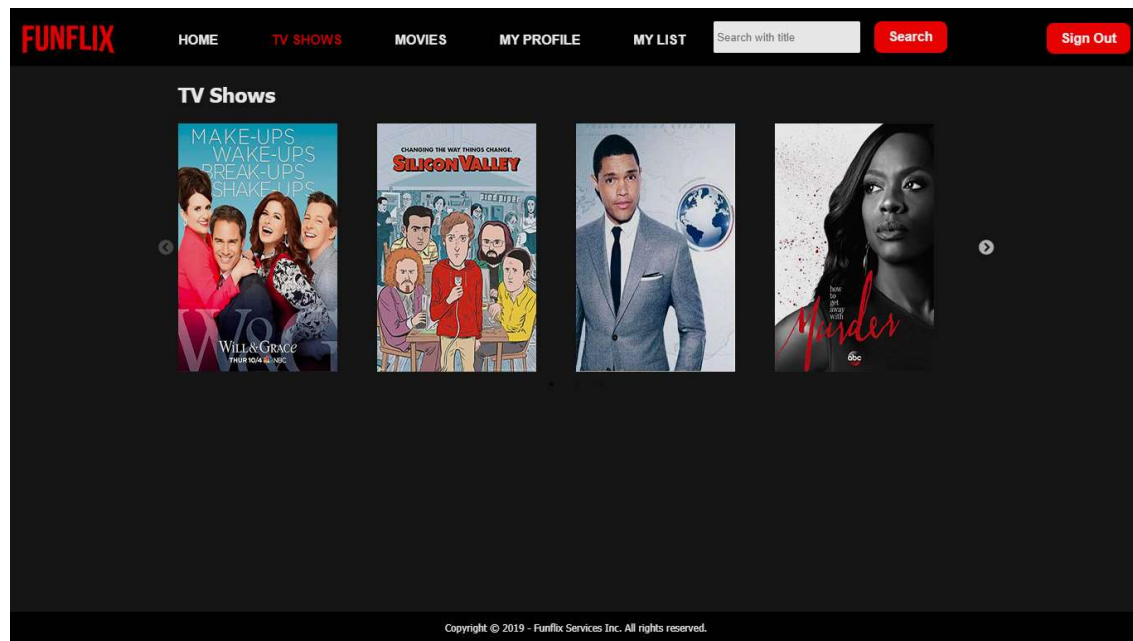 FUNFLIX
HOME
TV SHOWS
MOVIES
MY PROFILE
MY LIST
Search with title
Search
Sign Out
TV Shows
MAKE-UPS
WAKE-UPS
BREAK-UPS
SHAKE-UPS
W&G
WILL & GRACE
THUR 10/4 NBC
CHANGING THE WAY THINGS CHANGE.
SILICON VALLEY
how
to
get
away
with
Murder
abc
Copyright © 2019 - Funflix Services Inc. All rights reserved.